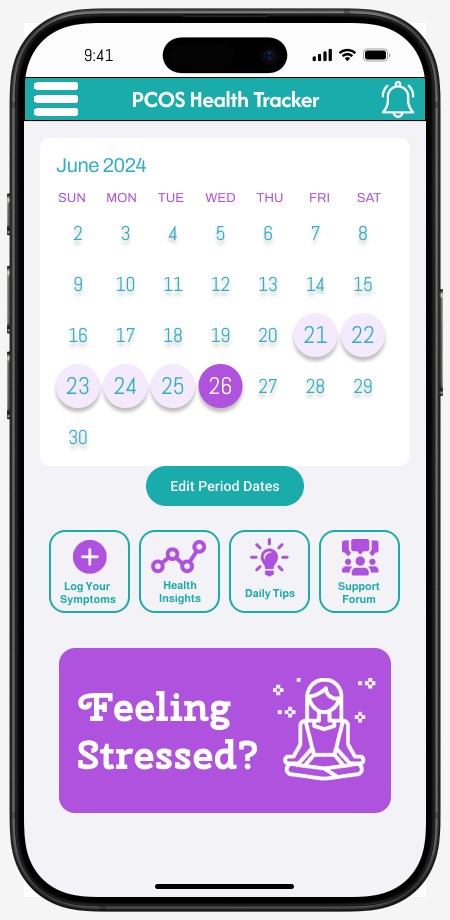 9:41
PCOS Health Tracker
June 2024
SUN MON TUE WED THU FRI SAT
2 3 4 5 6 7 8
9 10 11 12 13 14 15
16 17 18 19 20 21 22
23 24 25 26 27 28 29
30
Edit Period Dates
Log Your
Symptoms
Health
Insights
Daily Tips
Support
Forum
Feeling
Stressed?